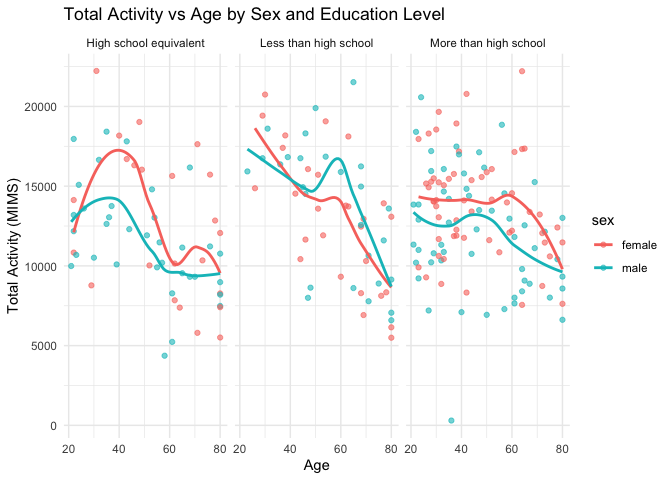 Total Activity vs Age by Sex and Education Level
High school equivalent
Less than high school
More than high school
20000
15000
10000
5000
0
Total Activity (MIMS)
20 40 60 80
20 40 60 80
20 40 60 80
Age
sex
female
male